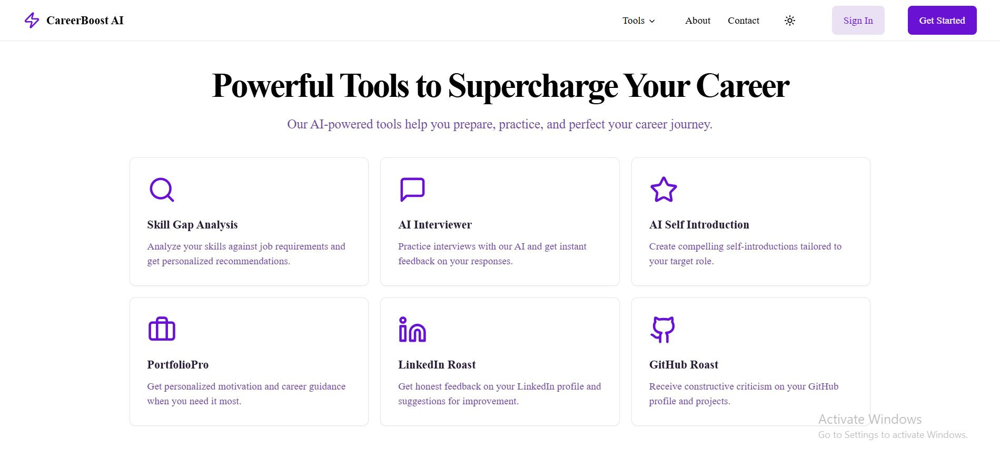 CareerBoost AI
Tools
About
Contact
Sign In
Get Started
Powerful Tools to Supercharge Your Career
Our AI-powered tools help you prepare, practice, and perfect your career journey.
Skill Gap Analysis
Analyze your skills against job requirements and
get personalized recommendations.
AI Interviewer
Practice interviews with our AI and get instant
feedback on your responses.
AI Self Introduction
Create compelling self-introductions tailored to
your target role.
PortfolioPro
Get personalized motivation and career guidance
when you need it most.
LinkedIn Roast
Get honest feedback on your LinkedIn profile and
suggestions for improvement.
GitHub Roast
Receive constructive criticism on your GitHub
profile and projects.
Activate Windows
Go to Settings to activate Windows.